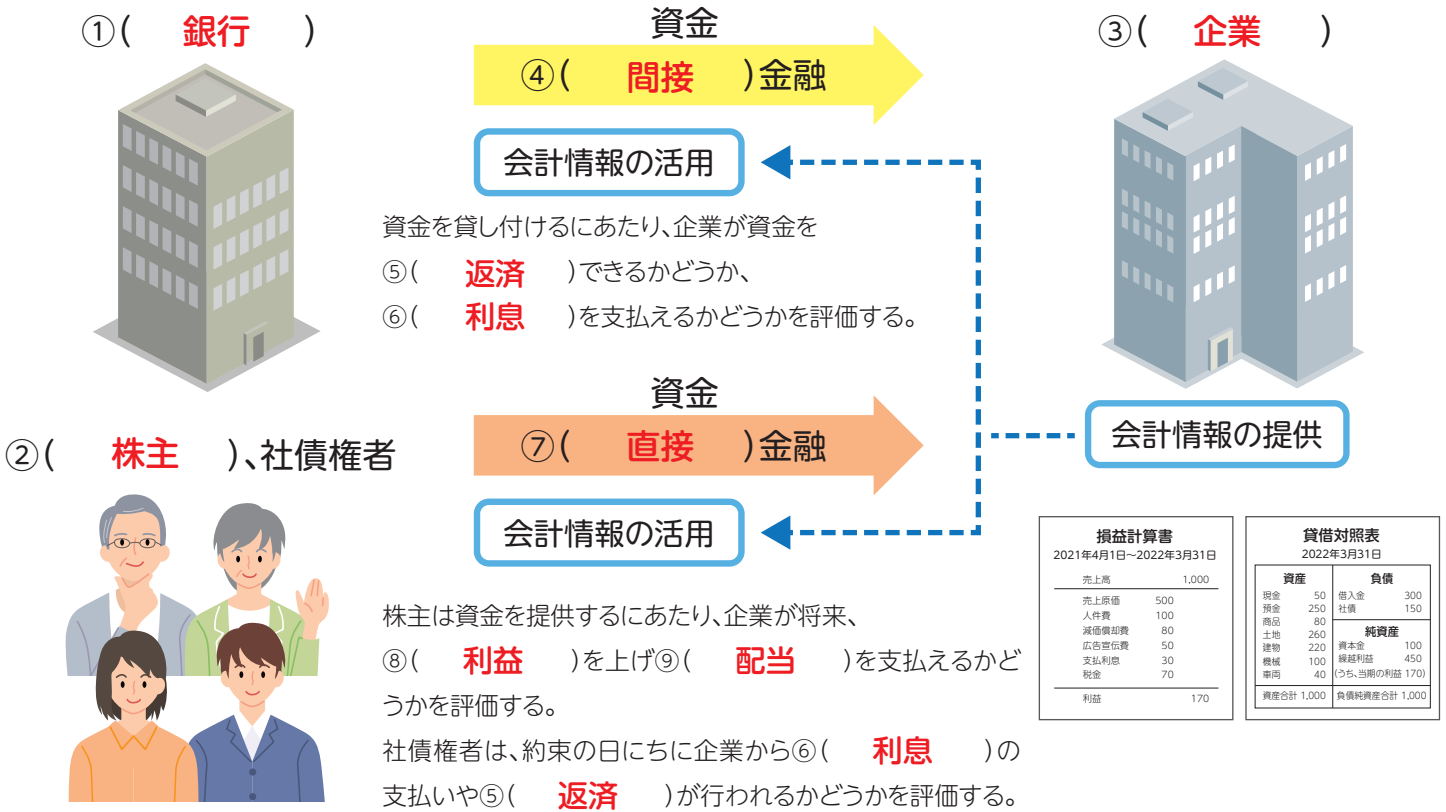 ①( 銀行 )
資金
④( 間接 )金融
③( 企業 )
会計情報の活用
資金を貸し付けるにあたり、企業が資金を
⑤( 返済 )できるかどうか、
⑥( 利息 )を支払えるかどうかを評価する。
②( 株主 )、社債権者
資金
⑦( 直接 )金融
会計情報の提供
会計情報の活用
株主は資金を提供するにあたり、企業が将来、
⑧( 利益 )を上げ⑨( 配当 )を支払えるかど
うかを評価する。
社債権者は、約束の日にちに企業から⑥( 利息 )の
支払いや⑤( 返済 )が行われるかどうかを評価する。
損益計算書
2021年4月1日~2022年3月31日
売上高 1,000
売上原価 500
人件費 100
減価償却費 80
広告宣伝費 50
支払利息 30
税金 70
利益 170
貸借対照表
2022年3月31日
資産 負債
現金 50 借入金 300
預金 250 社債 150
商品 80
土地 260 純資産
建物 220 資本金 100
機械 100 繰越利益 450
車両 40 (うち、当期の利益 170)
資産合計 1,000 負債純資産合計 1,000